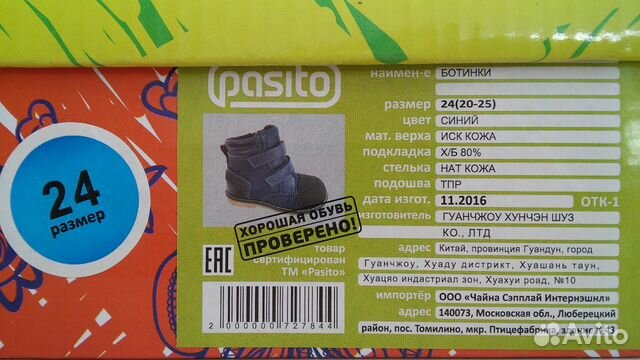 pasito
24
размер
наимен-е БОТИНКИ
размер 24(20-25)
цвет СИНИЙ
мат. верха ИСК КОЖА
подкладка Х/Б 80%
стелька НАТ КОЖА
подошва ТПР
дата изгот. 11.2016 ОТК-1
изготовитель ГУАНЧЖОУ ХУНЧЭН ШУЗ
КО., ЛТД
адрес Китай, провинция Гуандун, город
Гуанчжоу, Хуаду дистрикт, Хуашань таун,
Хуацяо индастриал зон, Хуахуи роад, №10
импортёр ООО «Чайна Сэпплай Интернэшнл»
адрес 140073, Московская обл., Люберецкий
район, пос. Томилино, мкр. Птицефабрика, здание К-43
ХОРОШАЯ ОБУВЬ
ПРОВЕРЕНО!
EAC
товар
сертифицирован
ТМ «Pasito»
2 000000 727844
Avito